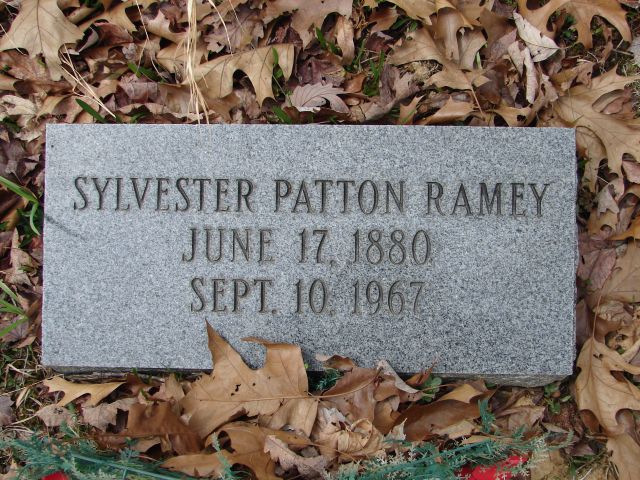 SYLVESTER PATTON RAMEY
JUNE 17, 1880
SEPT. 10, 1967